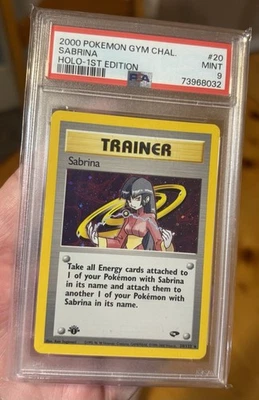 2000 POKEMON GYM CHAL. #20
SABRINA MINT
HOLO-1ST EDITION 9
PSA 73968032
TRAINER
Sabrina
Take all Energy cards attached to
1 of your Pokémon with Sabrina
in its name and attach them to
another 1 of your Pokémon with
Sabrina in its name.